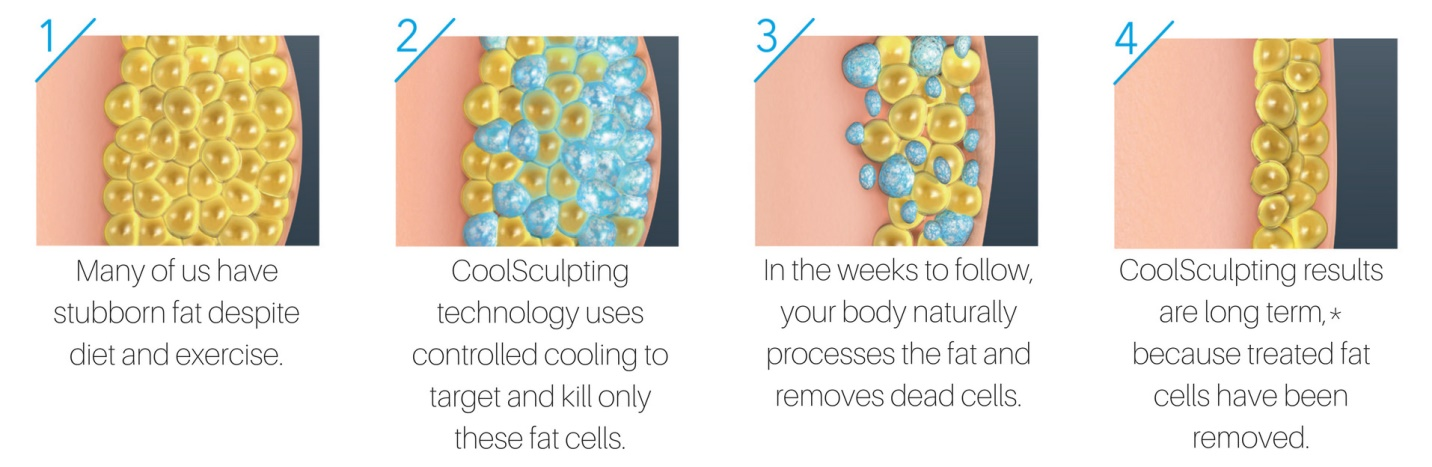 1
Many of us have
stubborn fat despite
diet and exercise.
2
CoolSculpting
technology uses
controlled cooling to
target and kill only
these fat cells.
3
In the weeks to follow,
your body naturally
processes the fat and
removes dead cells.
4
CoolSculpting results
are long term,*
because treated fat
cells have been
removed.